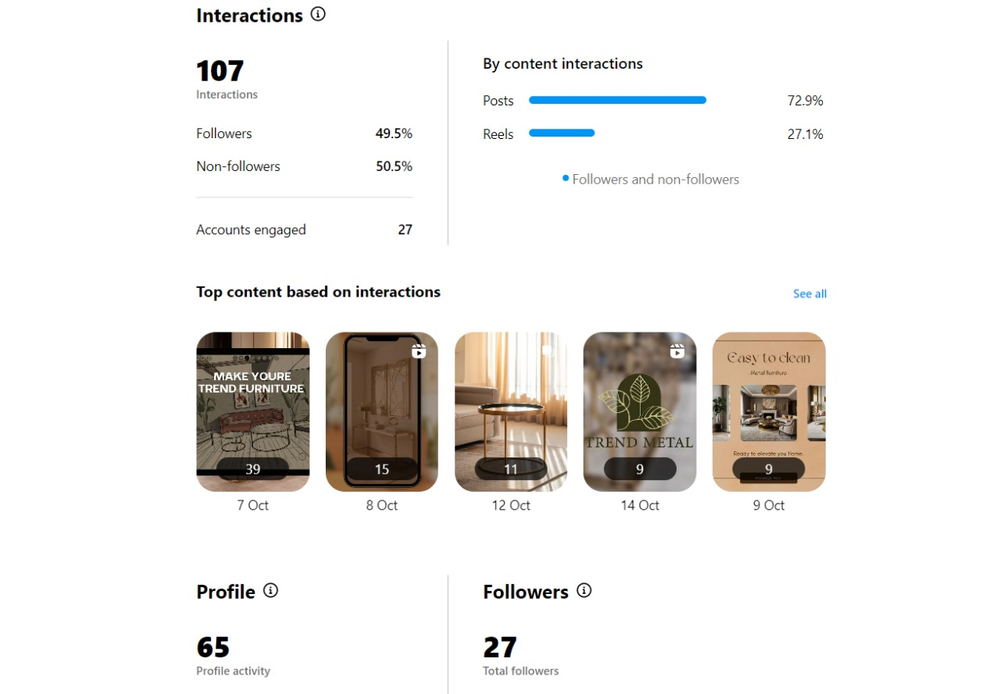 Interactions
107
Interactions
Followers 49.5%
Non-followers 50.5%
Accounts engaged 27
By content interactions
Posts 72.9%
Reels 27.1%
Followers and non-followers
Top content based on interactions
See all
MAKE YOURE
TREND FURNITURE
39
7 Oct
15
8 Oct
11
12 Oct
TREND METAL
9
14 Oct
Easy to clean
Metal furniture
Ready to elevate you Home.
9
9 Oct
Profile
65
Profile activity
Followers
27
Total followers